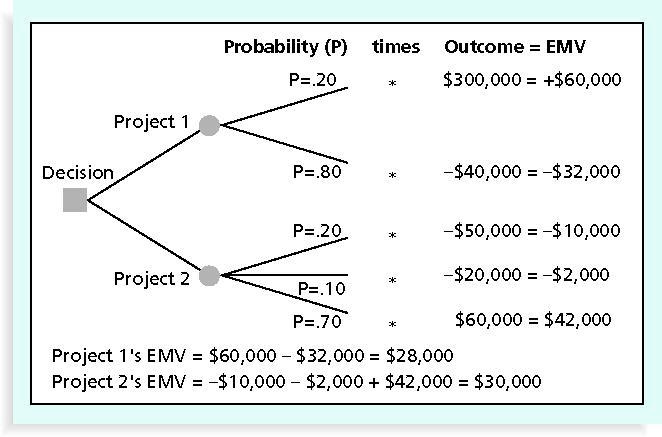 Probability (P) times Outcome = EMV
P=.20 * $300,000 = +$60,000
Project 1
P=.80 * –$40,000 = –$32,000
Decision
P=.20 * –$50,000 = –$10,000
Project 2
P=.10 * –$20,000 = –$2,000
P=.70 * $60,000 = $42,000
Project 1's EMV = $60,000 – $32,000 = $28,000
Project 2's EMV = –$10,000 – $2,000 + $42,000 = $30,000